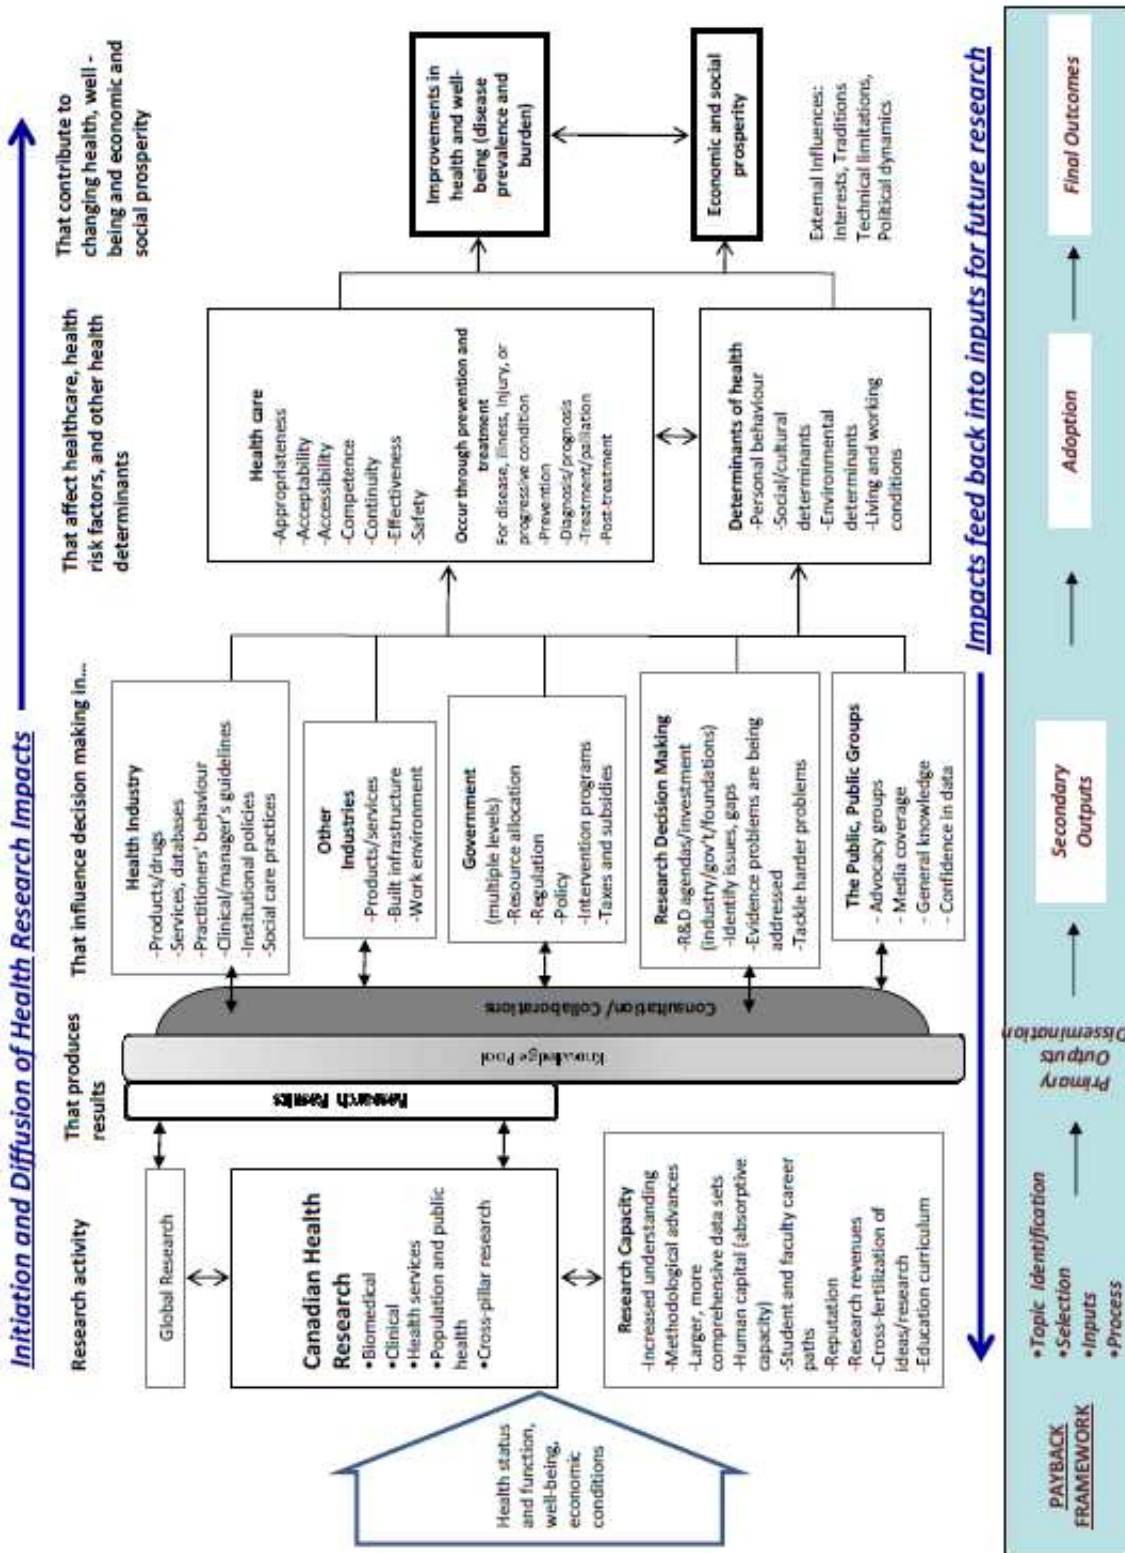 Initiation and Diffusion of Health Research Impacts
Research activity
That produces
results
That influence decision making in...
That affect healthcare, health
risk factors, and other health
determinants
That contribute to
changing health, well -
being and economic and
social prosperity
Health status
and function,
well-being,
economic
conditions
Global Research
Canadian Health
Research
•Biomedical
•Clinical
•Health services
•Population and public
health
•Cross-pillar research
Research Capacity
-Increased understanding
-Methodological advances
-Larger, more
comprehensive data sets
-Human capital (absorptive
capacity)
-Student and faculty career
paths
-Reputation
-Research revenues
-Cross-fertilization of
ideas/research
-Education curriculum
Research Results
Knowledge Pool
Consultation/ Collaborations
Health Industry
-Products/drugs
-Services, databases
-Practitioners' behaviour
-Clinical/manager's guidelines
-Institutional policies
-Social care practices
Other
Industries
-Products/services
-Built infrastructure
-Work environment
Government
(multiple levels)
-Resource allocation
-Regulation
-Policy
-Intervention programs
-Taxes and subsidies
Research Decision Making
-R&D agendas/investment
(industry/gov't/foundations)
-Identify issues, gaps
-Evidence problems are being
addressed
-Tackle harder problems
The Public, Public Groups
- Advocacy groups
- Media coverage
- General knowledge
- Confidence in data
Health care
-Appropriateness
-Acceptability
-Accessibility
-Competence
-Continuity
-Effectiveness
-Safety
Occur through prevention and
treatment
For disease, illness, injury, or
progressive condition
-Prevention
-Diagnosis/prognosis
-Treatment/palliation
-Post-treatment
Determinants of health
-Personal behaviour
-Social/cultural
determinants
-Environmental
determinants
-Living and working
conditions
Improvements in
health and well-
being (disease
prevalence and
burden)
Economic and social
prosperity
External Influences:
Interests, Traditions
Technical limitations,
Political dynamics
Impacts feed back into inputs for future research
PAYBACK
FRAMEWORK
•Topic Identification
•Selection
•Inputs
•Process
Primary
Outputs
Dissemination
Secondary
Outputs
Adoption
Final Outcomes